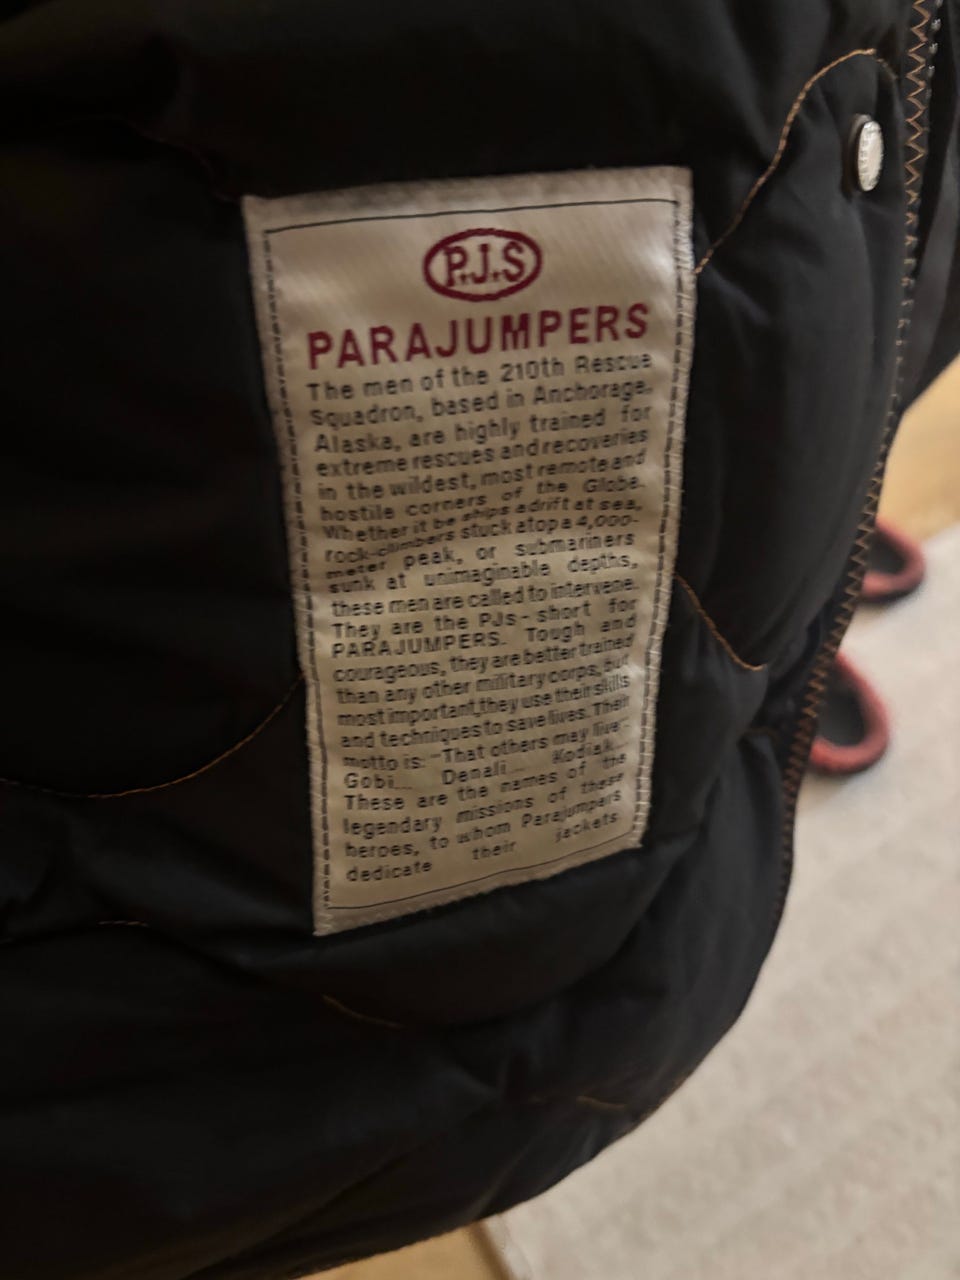 P.J.S
PARAJUMPERS
The men of the 210th Rescue
Squadron, based in Anchorage,
Alaska, are highly trained for
extreme rescues and recoveries
in the wildest, most remote and
hostile corners of the Globe.
Whether it be ships adrift at sea,
rock-climbers stuck atop a 4,000-
meter peak, or submariners
sunk at unimaginable depths,
these men are called to intervene.
They are the PJs - short for
PARAJUMPERS. Tough and
courageous, they are better trained
than any other military corps, but
most important, they use their skills
and techniques to save lives. Their
motto is: "That others may live"...
Gobi... Denali... Kodiak...
These are the names of the
legendary missions of these
heroes, to whom Parajumpers
dedicate their jackets